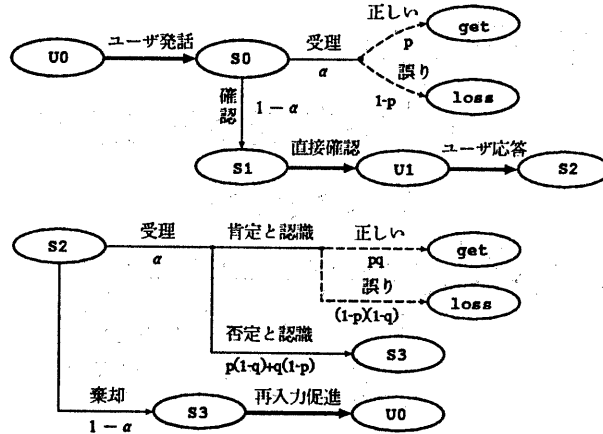 正しい
get
ユーザ発話
受理
p
U0
S0
α
誤り
1-p
loss
確認
1-α
直接確認
ユーザ応答
S1
U1
S2
受理
肯定と認識
正しい
S2
α
pq
get
誤り
(1-p)(1-q)
loss
否定と認識
p(1-q)+q(1-p)
S3
棄却
再入力促進
1-α
S3
U0